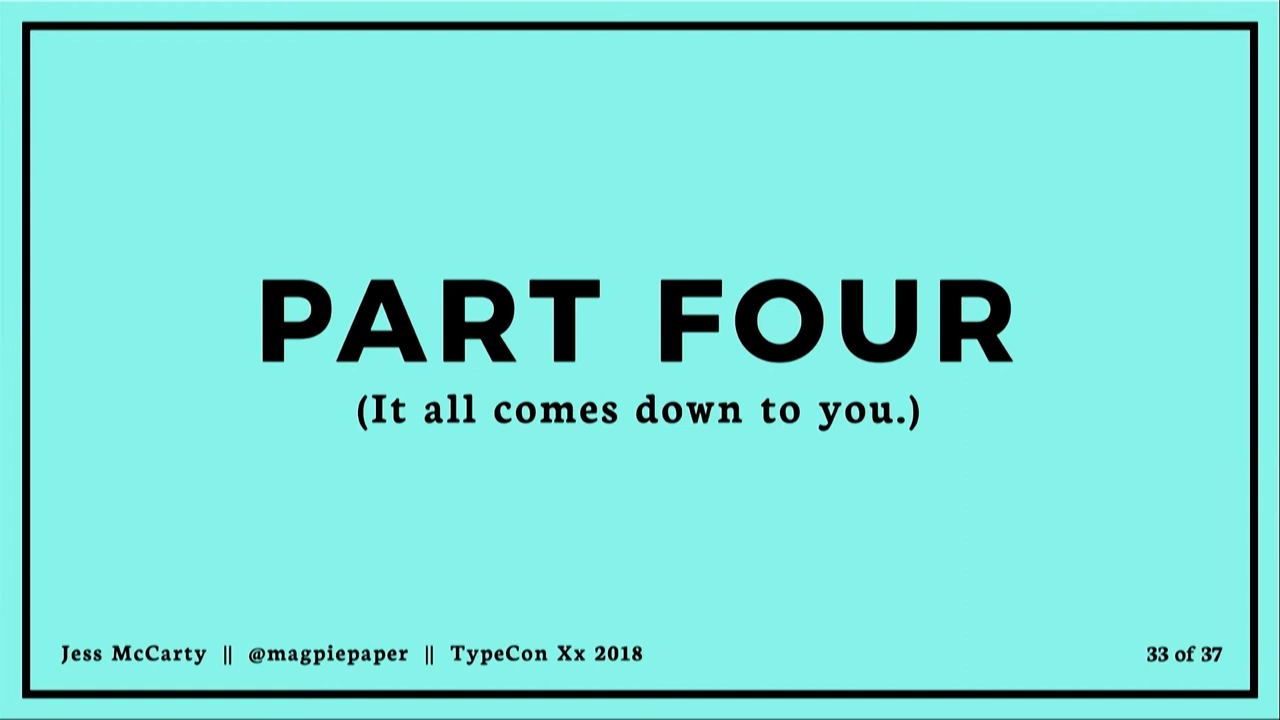 PART FOUR
(It all comes down to you.)
Jess McCarty || @magpiepaper || TypeCon Xx 2018
33 of 37